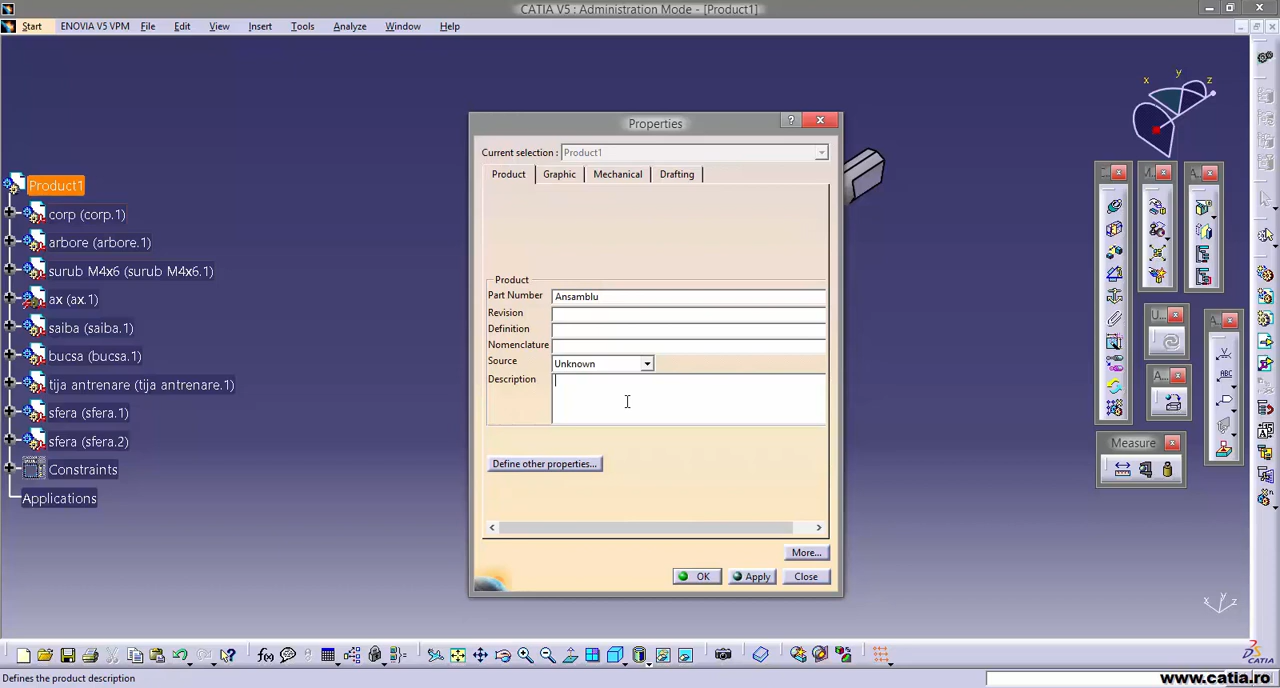 CATIA V5 : Administration Mode - [Product1]
Start ENOVIA V5 VPM File Edit View Insert Tools Analyze Window Help
x y z
Properties
Current selection : Product1
Product Graphic Mechanical Drafting
Product1
corp (corp.1)
arbore (arbore.1)
surub M4x6 (surub M4x6.1)
ax (ax.1)
saiba (saiba.1)
bucsa (bucsa.1)
tija antrenare (tija antrenare.1)
sfera (sfera.1)
sfera (sfera.2)
Constraints
Applications
Product
Part Number Ansamblu
Revision
Definition
Nomenclature
Source Unknown
Description
Define other properties...
More...
OK Apply Close
Measure
Defines the product description
CATIA
www.catia.ro